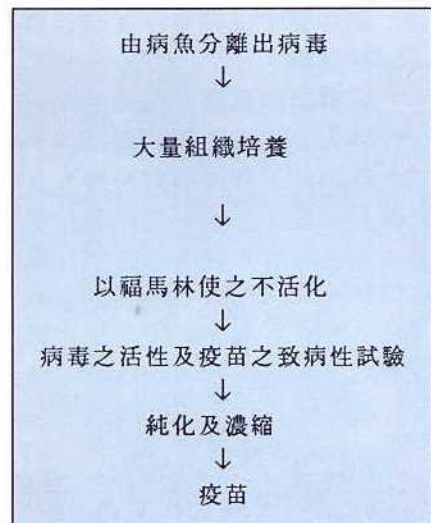 由病魚分離出病毒
↓
大量組織培養
↓
以福馬林使之不活化
↓
病毒之活性及疫苗之致病性試驗
↓
純化及濃縮
↓
疫苗